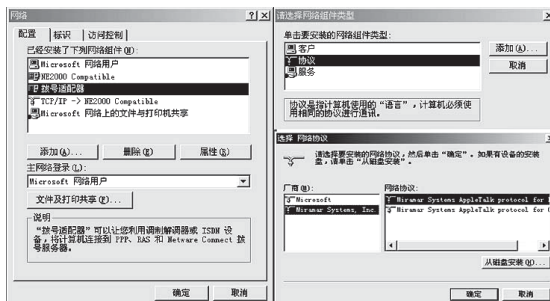 网络
配置 标识 访问控制
已经安装了下列网络组件(N):
Microsoft 网络用户
NE2000 Compatible
拨号适配器
TCP/IP -> NE2000 Compatible
Microsoft 网络上的文件与打印机共享
添加(A)... 删除(E) 属性(R)
主网络登录(L):
Microsoft 网络用户
文件及打印共享(F)...
说明
“拨号适配器”可以让您利用调制解调器或 ISDN 设
备，将计算机连接到 PPP、RAS 和 Netware Connect 拨
号服务器。
确定 取消
请选择网络组件类型
单击要安装的网络组件类型:
客户
协议
服务
添加(A)...
取消
协议是指计算机使用的“语言”，计算机必须使
用相同的协议进行通讯。
选择 网络协议
请选择要安装的网络协议，然后单击“确定”。如果有设备的安装
盘，请单击“从磁盘安装”。
厂商(M): 网络协议:
Microsoft
Miramar Systems, Inc.
Miramar Systems AppleTalk protocol for
Miramar Systems AppleTalk protocol for
从磁盘安装(H)...
确定 取消